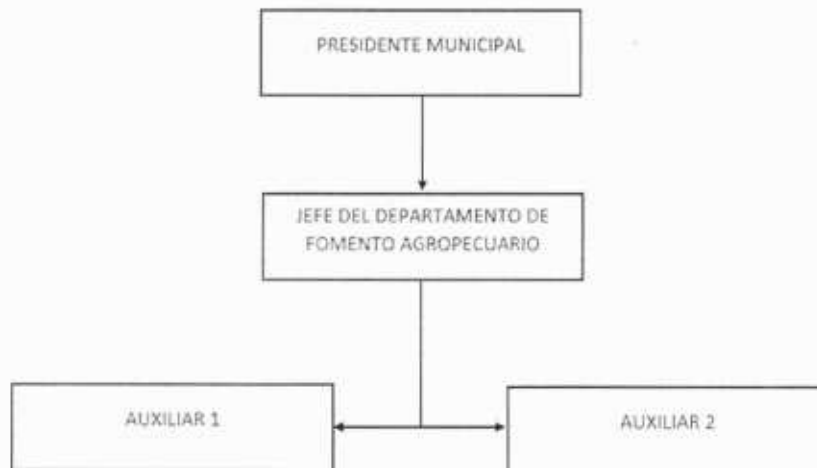 PRESIDENTE MUNICIPAL
JEFE DEL DEPARTAMENTO DE
FOMENTO AGROPECUARIO
AUXILIAR 1
AUXILIAR 2